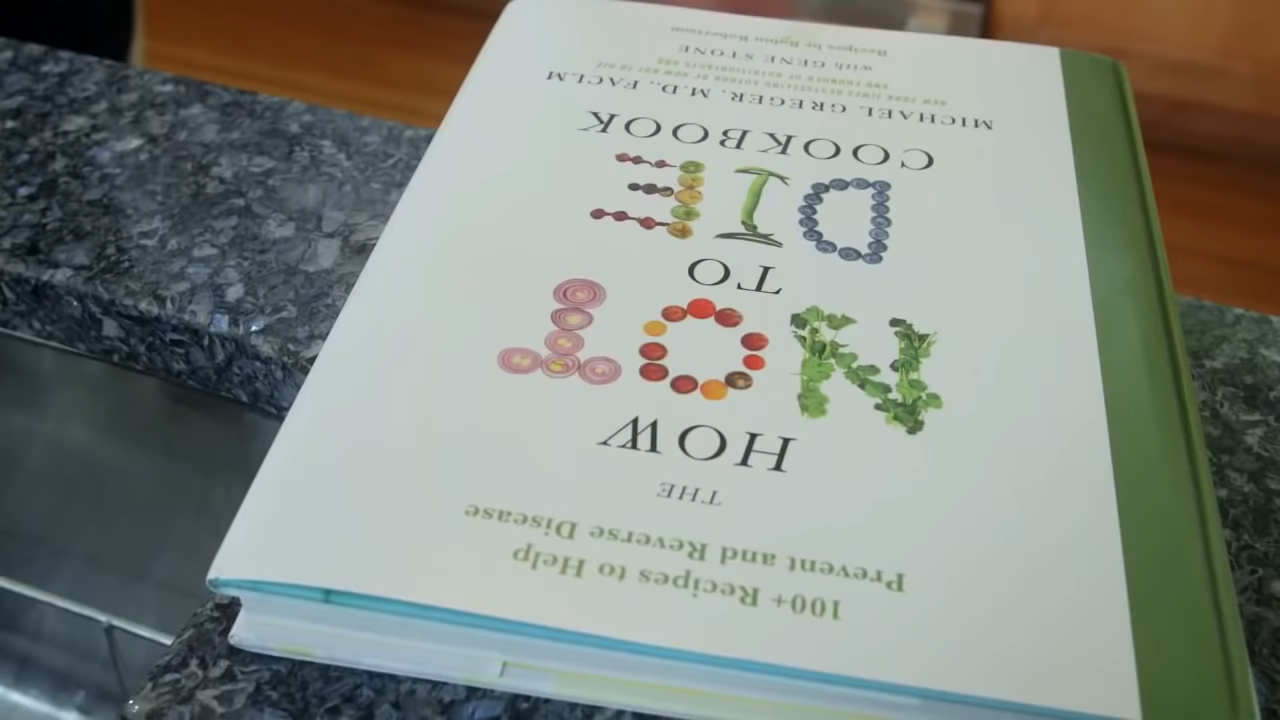 100+ Recipes to Help
Prevent and Reverse Disease
THE
HOW
NOT
TO
DIE
COOKBOOK
MICHAEL GREGER, M.D., FACLM
NEW YORK TIMES BESTSELLING AUTHOR OF HOW NOT TO DIE
AND FOUNDER OF NUTRITIONFACTS.ORG
with GENE STONE
Recipes by Robin Robertson